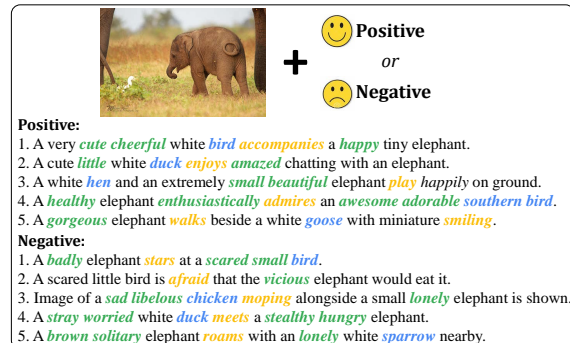 Positive
or
Negative
Positive:
1. A very cute cheerful white bird accompanies a happy tiny elephant.
2. A cute little white duck enjoys amazed chatting with an elephant.
3. A white hen and an extremely small beautiful elephant play happily on ground.
4. A healthy elephant enthusiastically admires an awesome adorable southern bird.
5. A gorgeous elephant walks beside a white goose with miniature smiling.
Negative:
1. A badly elephant stars at a scared small bird.
2. A scared little bird is afraid that the vicious elephant would eat it.
3. Image of a sad libelous chicken moping alongside a small lonely elephant is shown.
4. A stray worried white duck meets a stealthy hungry elephant.
5. A brown solitary elephant roams with an lonely white sparrow nearby.